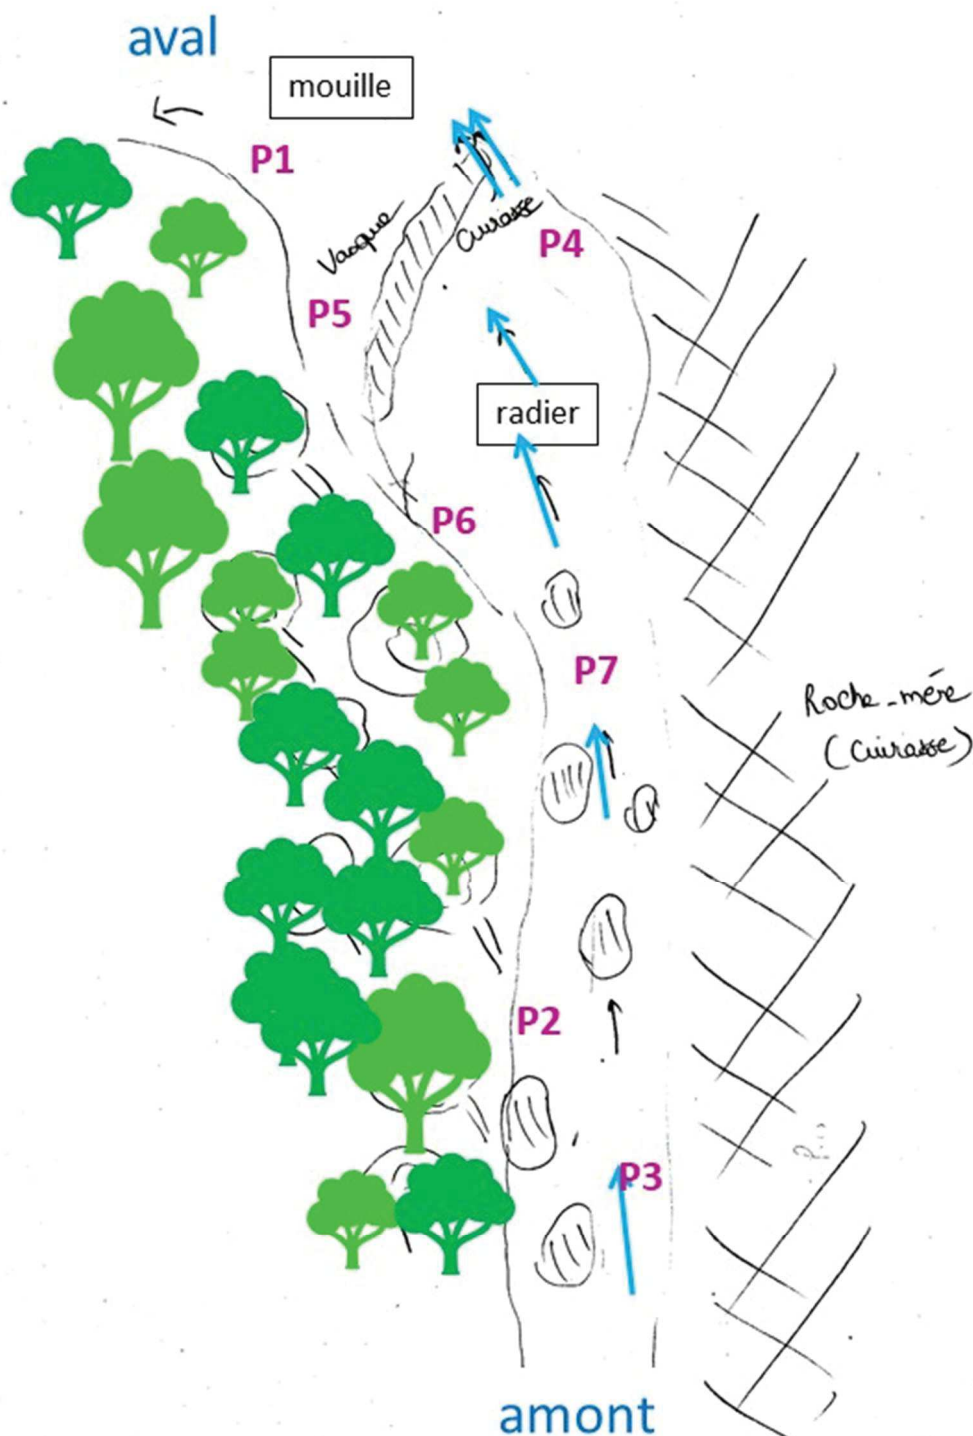 aval
mouille
P1
Vasque
Cuirasse
P4
P5
radier
P6
P7
Roche-mère
(Cuirasse)
P2
P3
amont